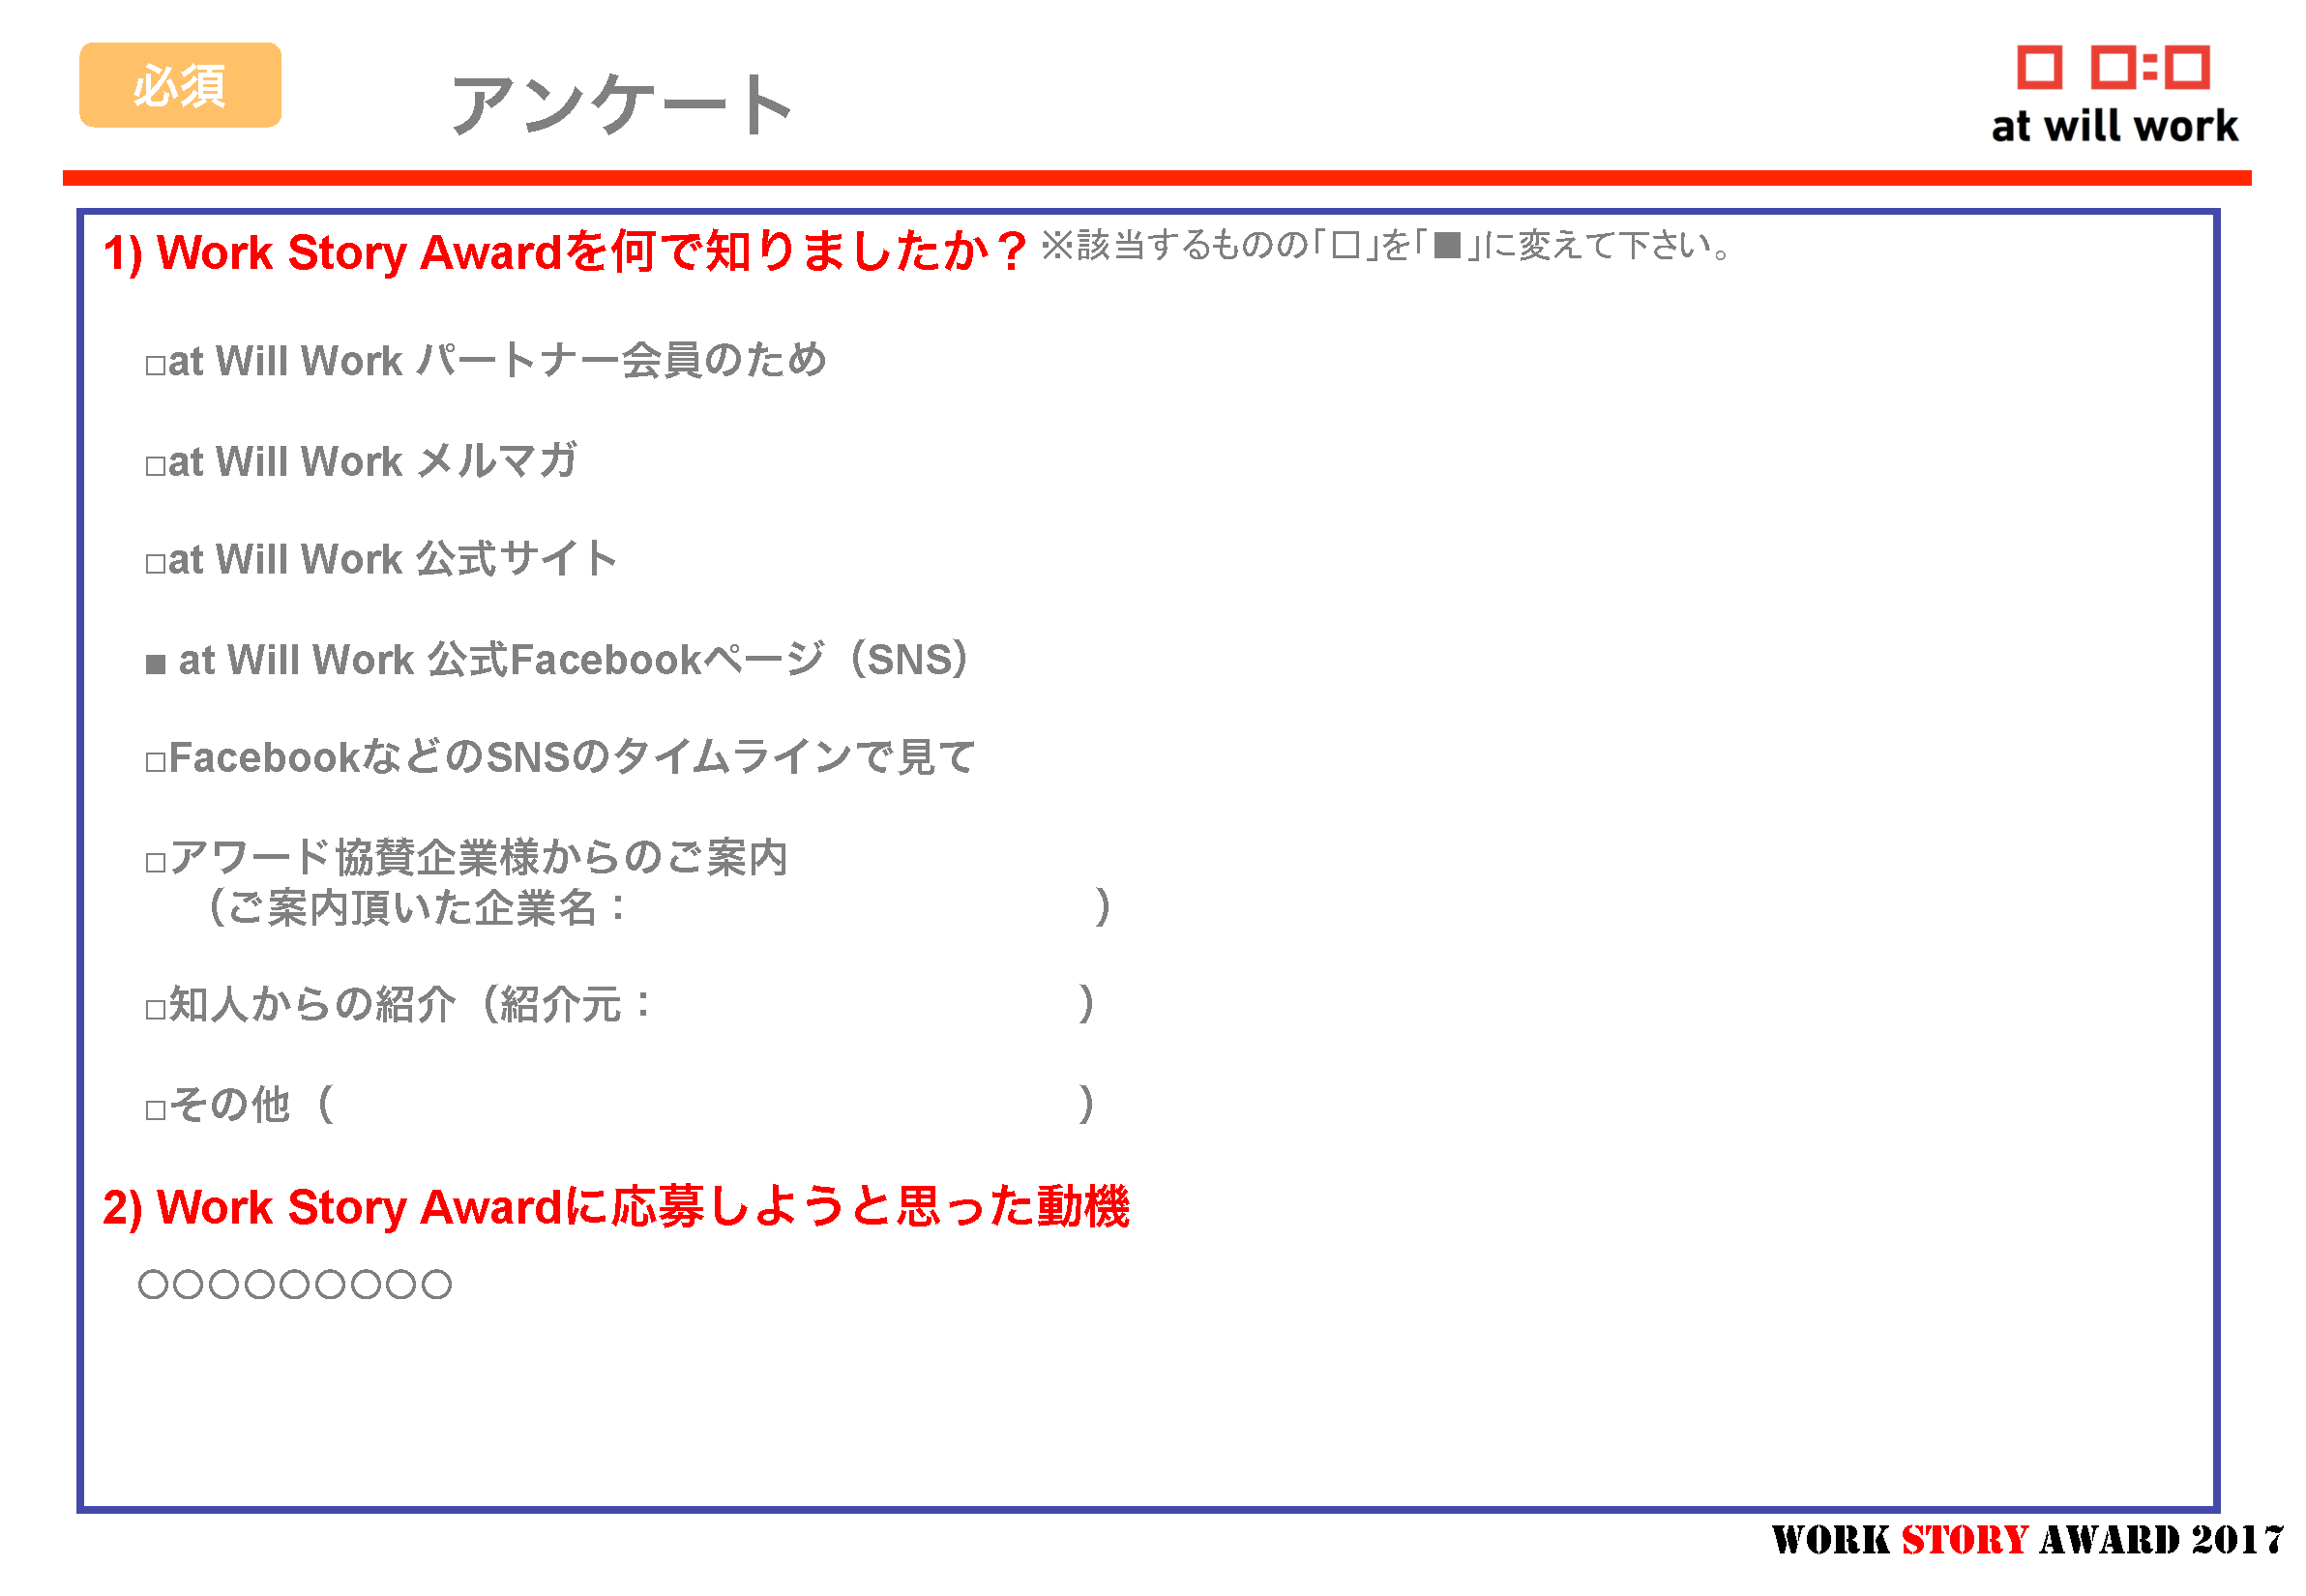 必須
アンケート
at will work
1) Work Story Awardを何で知りましたか？ ※該当するものの「□」を「■」に変えて下さい。
□at Will Work パートナー会員のため
□at Will Work メルマガ
□at Will Work 公式サイト
■ at Will Work 公式Facebookページ（SNS）
□FacebookなどのSNSのタイムラインで見て
□アワード協賛企業様からのご案内
（ご案内頂いた企業名：　　　　　　　　　　　）
□知人からの紹介（紹介元：　　　　　　　　　　）
□その他（　　　　　　　　　　　　　　　　　　）
2) Work Story Awardに応募しようと思った動機
○○○○○○○○○
WORK STORY AWARD 2017